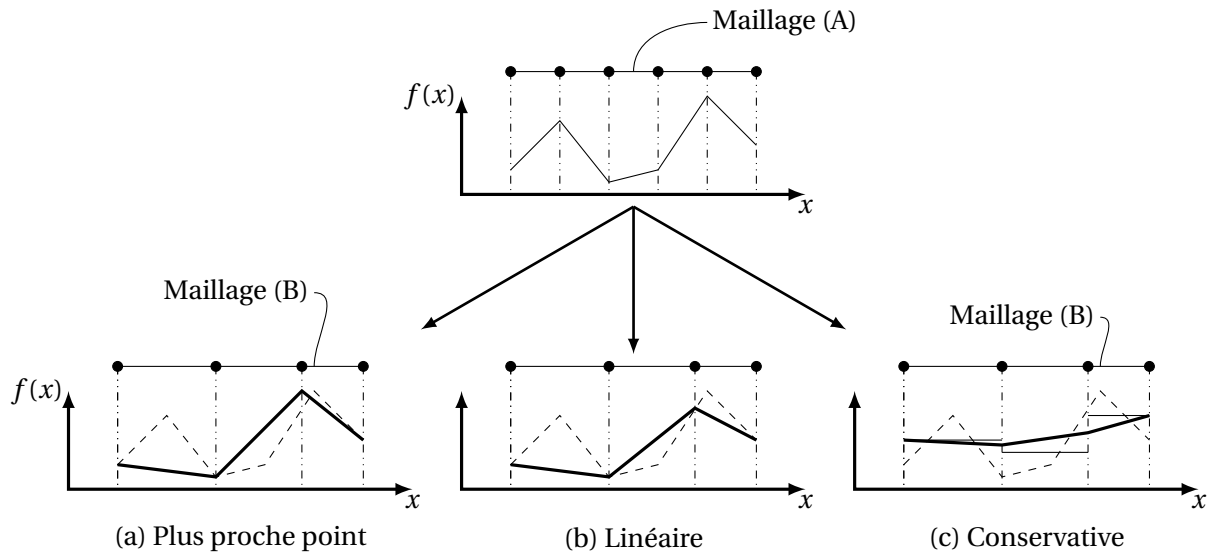 Maillage (A)
f(x)
x
Maillage (B)
Maillage (B)
f(x)
x
x
x
(a) Plus proche point
(b) Linéaire
(c) Conservative